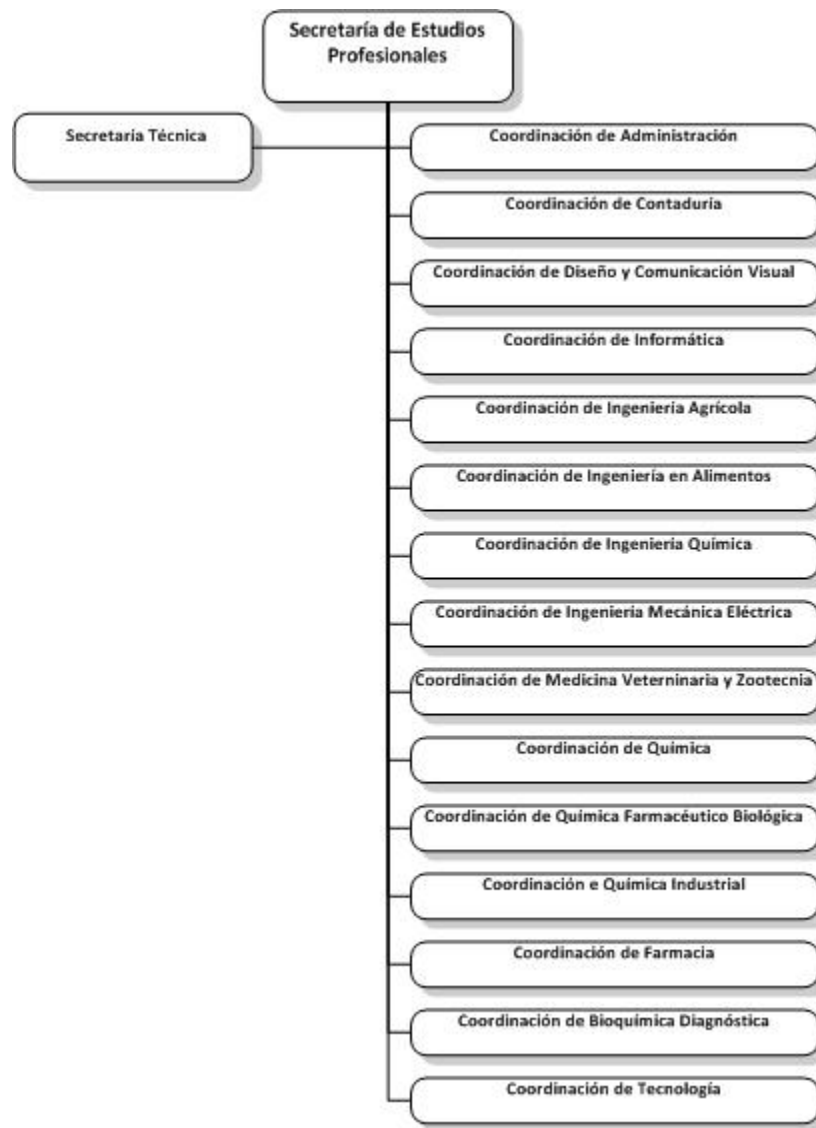 Secretaría de Estudios
Profesionales
Secretaría Técnica
Coordinación de Administración
Coordinación de Contaduría
Coordinación de Diseño y Comunicación Visual
Coordinación de Informática
Coordinación de Ingeniería Agrícola
Coordinación de Ingeniería en Alimentos
Coordinación de Ingeniería Química
Coordinación de Ingeniería Mecánica Eléctrica
Coordinación de Medicina Veterninaria y Zootecnia
Coordinación de Química
Coordinación de Química Farmacéutico Biológica
Coordinación e Química Industrial
Coordinación de Farmacia
Coordinación de Bioquímica Diagnóstica
Coordinación de Tecnología